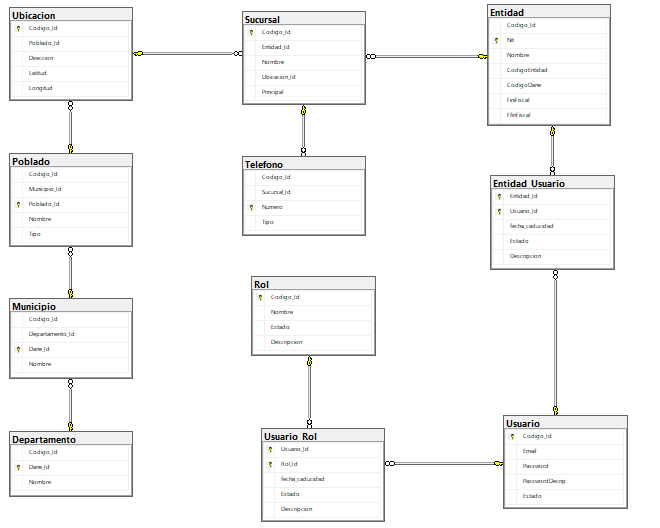 Ubicacion
Codigo_Id
Poblado_Id
Direccion
Latitud
Longitud
Sucursal
Codigo_Id
Entidad_Id
Nombre
Ubicacion_Id
Principal
Entidad
Codigo_Id
Nit
Nombre
CodigoEntidad
CodigoDane
FiniFiscal
FfinFiscal
Poblado
Codigo_Id
Municipio_Id
Poblado_Id
Nombre
Tipo
Telefono
Codigo_Id
Sucursal_Id
Numero
Tipo
Entidad_Usuario
Entidad_Id
Usuario_Id
fecha_caducidad
Estado
Descripcion
Municipio
Codigo_Id
Departamento_Id
Dane_Id
Nombre
Rol
Codigo_Id
Nombre
Estado
Descripcion
Departamento
Codigo_Id
Dane_Id
Nombre
Usuario_Rol
Usuario_Id
Rol_Id
fecha_caducidad
Estado
Descripcion
Usuario
Codigo_Id
Email
Password
PasswordDecrip
Estado